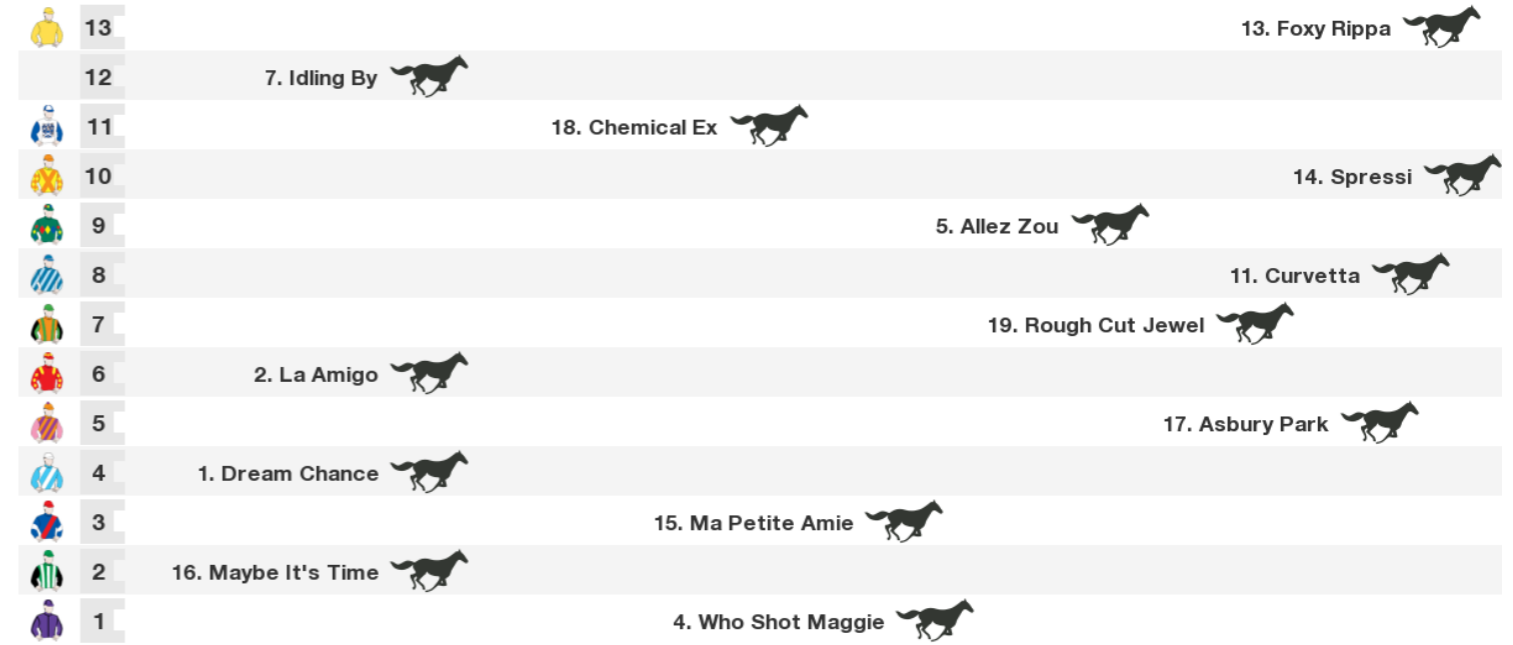 13 13. Foxy Rippa
12 7. Idling By
11 18. Chemical Ex
10 14. Spressi
9 5. Allez Zou
8 11. Curvetta
7 19. Rough Cut Jewel
6 2. La Amigo
5 17. Asbury Park
4 1. Dream Chance
3 15. Ma Petite Amie
2 16. Maybe It's Time
1 4. Who Shot Maggie